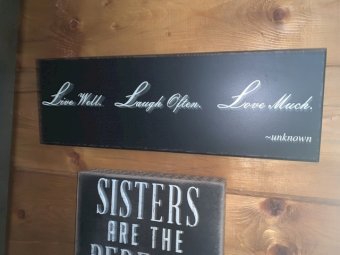 Live Well. Laugh Often. Love Much.
~unknown
SISTERS
ARE THE